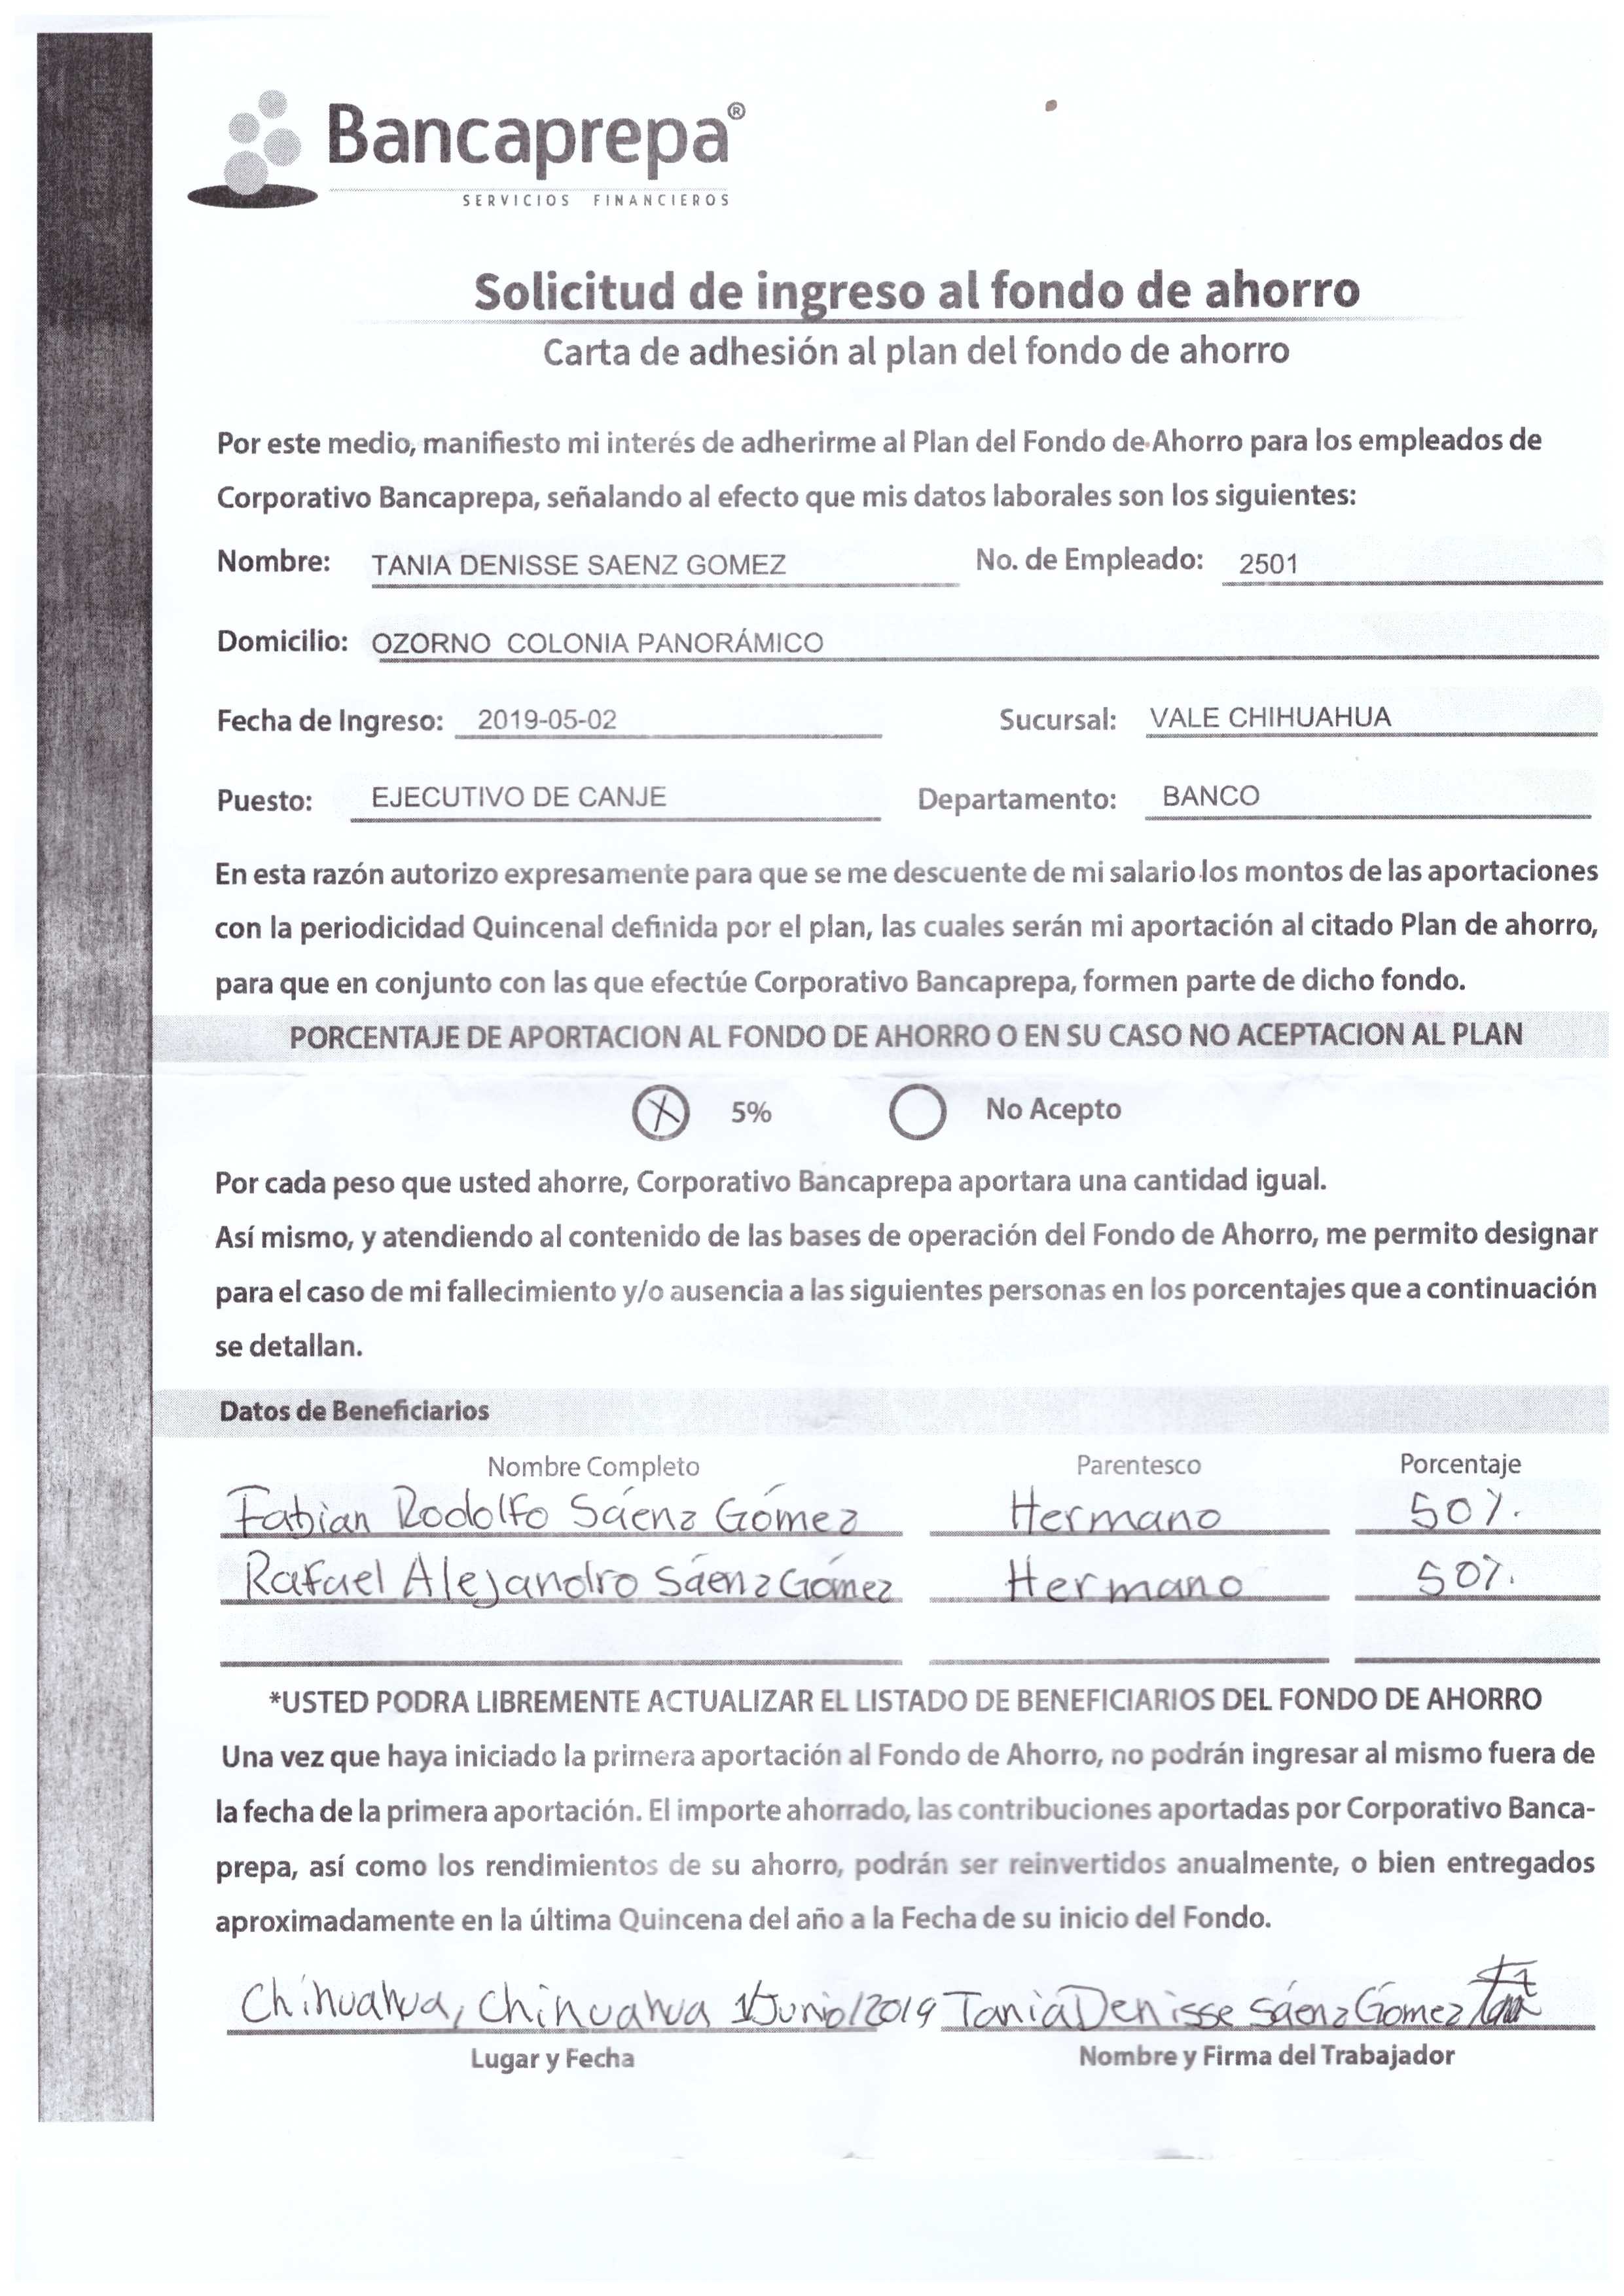 Bancaprepa®
SERVICIOS FINANCIEROS
Solicitud de ingreso al fondo de ahorro
Carta de adhesión al plan del fondo de ahorro
Por este medio, manifiesto mi interés de adherirme al Plan del Fondo de Ahorro para los empleados de
Corporativo Bancaprepa, señalando al efecto que mis datos laborales son los siguientes:
Nombre: TANIA DENISSE SAENZ GOMEZ No. de Empleado: 2501
Domicilio: OZORNO COLONIA PANORÁMICO
Fecha de Ingreso: 2019-05-02 Sucursal: VALE CHIHUAHUA
Puesto: EJECUTIVO DE CANJE Departamento: BANCO
En esta razón autorizo expresamente para que se me descuente de mi salario los montos de las aportaciones
con la periodicidad Quincenal definida por el plan, las cuales serán mi aportación al citado Plan de ahorro,
para que en conjunto con las que efectúe Corporativo Bancaprepa, formen parte de dicho fondo.
PORCENTAJE DE APORTACION AL FONDO DE AHORRO O EN SU CASO NO ACEPTACION AL PLAN
X 5% No Acepto
Por cada peso que usted ahorre, Corporativo Bancaprepa aportara una cantidad igual.
Así mismo, y atendiendo al contenido de las bases de operación del Fondo de Ahorro, me permito designar
para el caso de mi fallecimiento y/o ausencia a las siguientes personas en los porcentajes que a continuación
se detallan.
Datos de Beneficiarios
Nombre Completo Parentesco Porcentaje
Fabian Rodolfo Sáenz Gómez Hermano 50%.
Rafael Alejandro Sáenz Gómez Hermano 50%.
*USTED PODRA LIBREMENTE ACTUALIZAR EL LISTADO DE BENEFICIARIOS DEL FONDO DE AHORRO
Una vez que haya iniciado la primera aportación al Fondo de Ahorro, no podrán ingresar al mismo fuera de
la fecha de la primera aportación. El importe ahorrado, las contribuciones aportadas por Corporativo Banca-
prepa, así como los rendimientos de su ahorro, podrán ser reinvertidos anualmente, o bien entregados
aproximadamente en la última Quincena del año a la Fecha de su inicio del Fondo.
Chihuahua, Chihuahua Junio/2019 Tania Denisse Sáenz Gómez
Lugar y Fecha Nombre y Firma del Trabajador